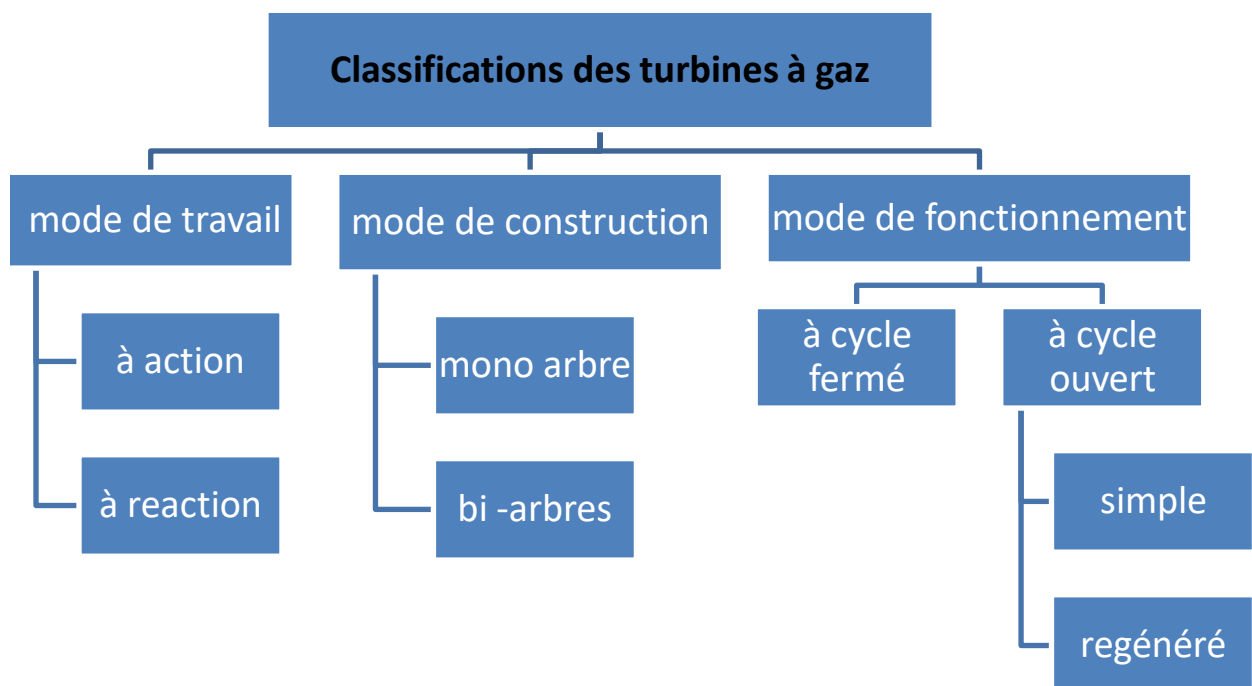 Classifications des turbines à gaz
mode de travail
à action
à reaction
mode de construction
mono arbre
bi -arbres
mode de fonctionnement
à cycle
fermé
à cycle
ouvert
simple
regénéré